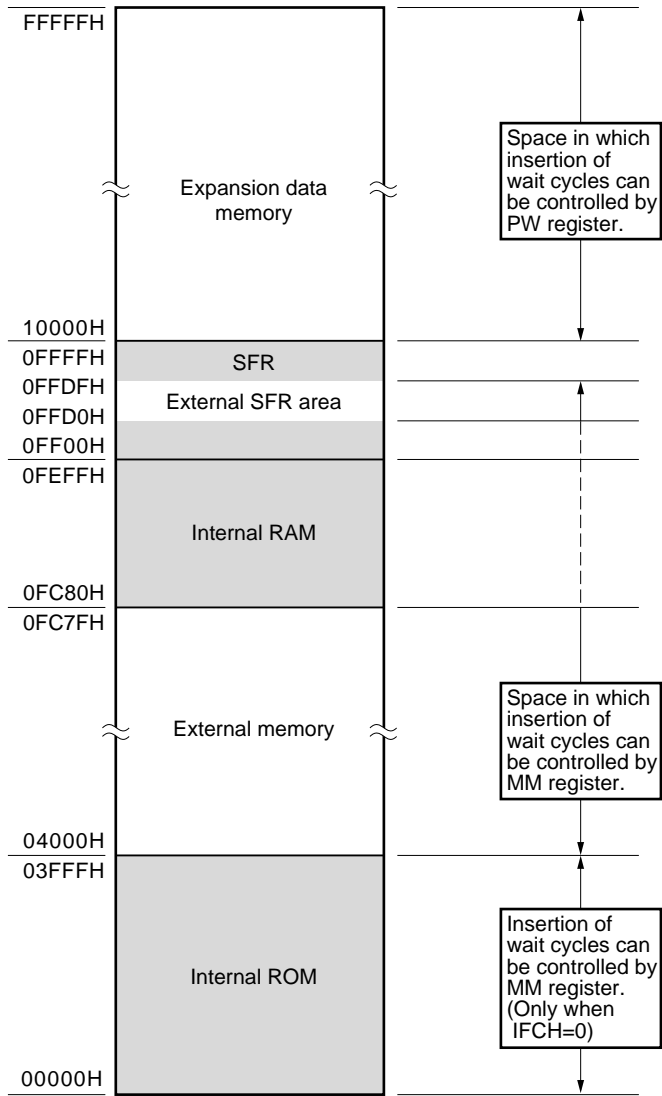 FFFFFH
Space in which
insertion of
wait cycles can
be controlled by
PW register.
Expansion data
memory
10000H
0FFFFH
SFR
0FFDFH
External SFR area
0FFD0H
0FF00H
0FEFFH
Internal RAM
0FC80H
0FC7FH
Space in which
insertion of
wait cycles can
be controlled by
MM register.
External memory
04000H
03FFFH
Insertion of
wait cycles can
be controlled by
MM register.
(Only when
IFCH=0)
Internal ROM
00000H